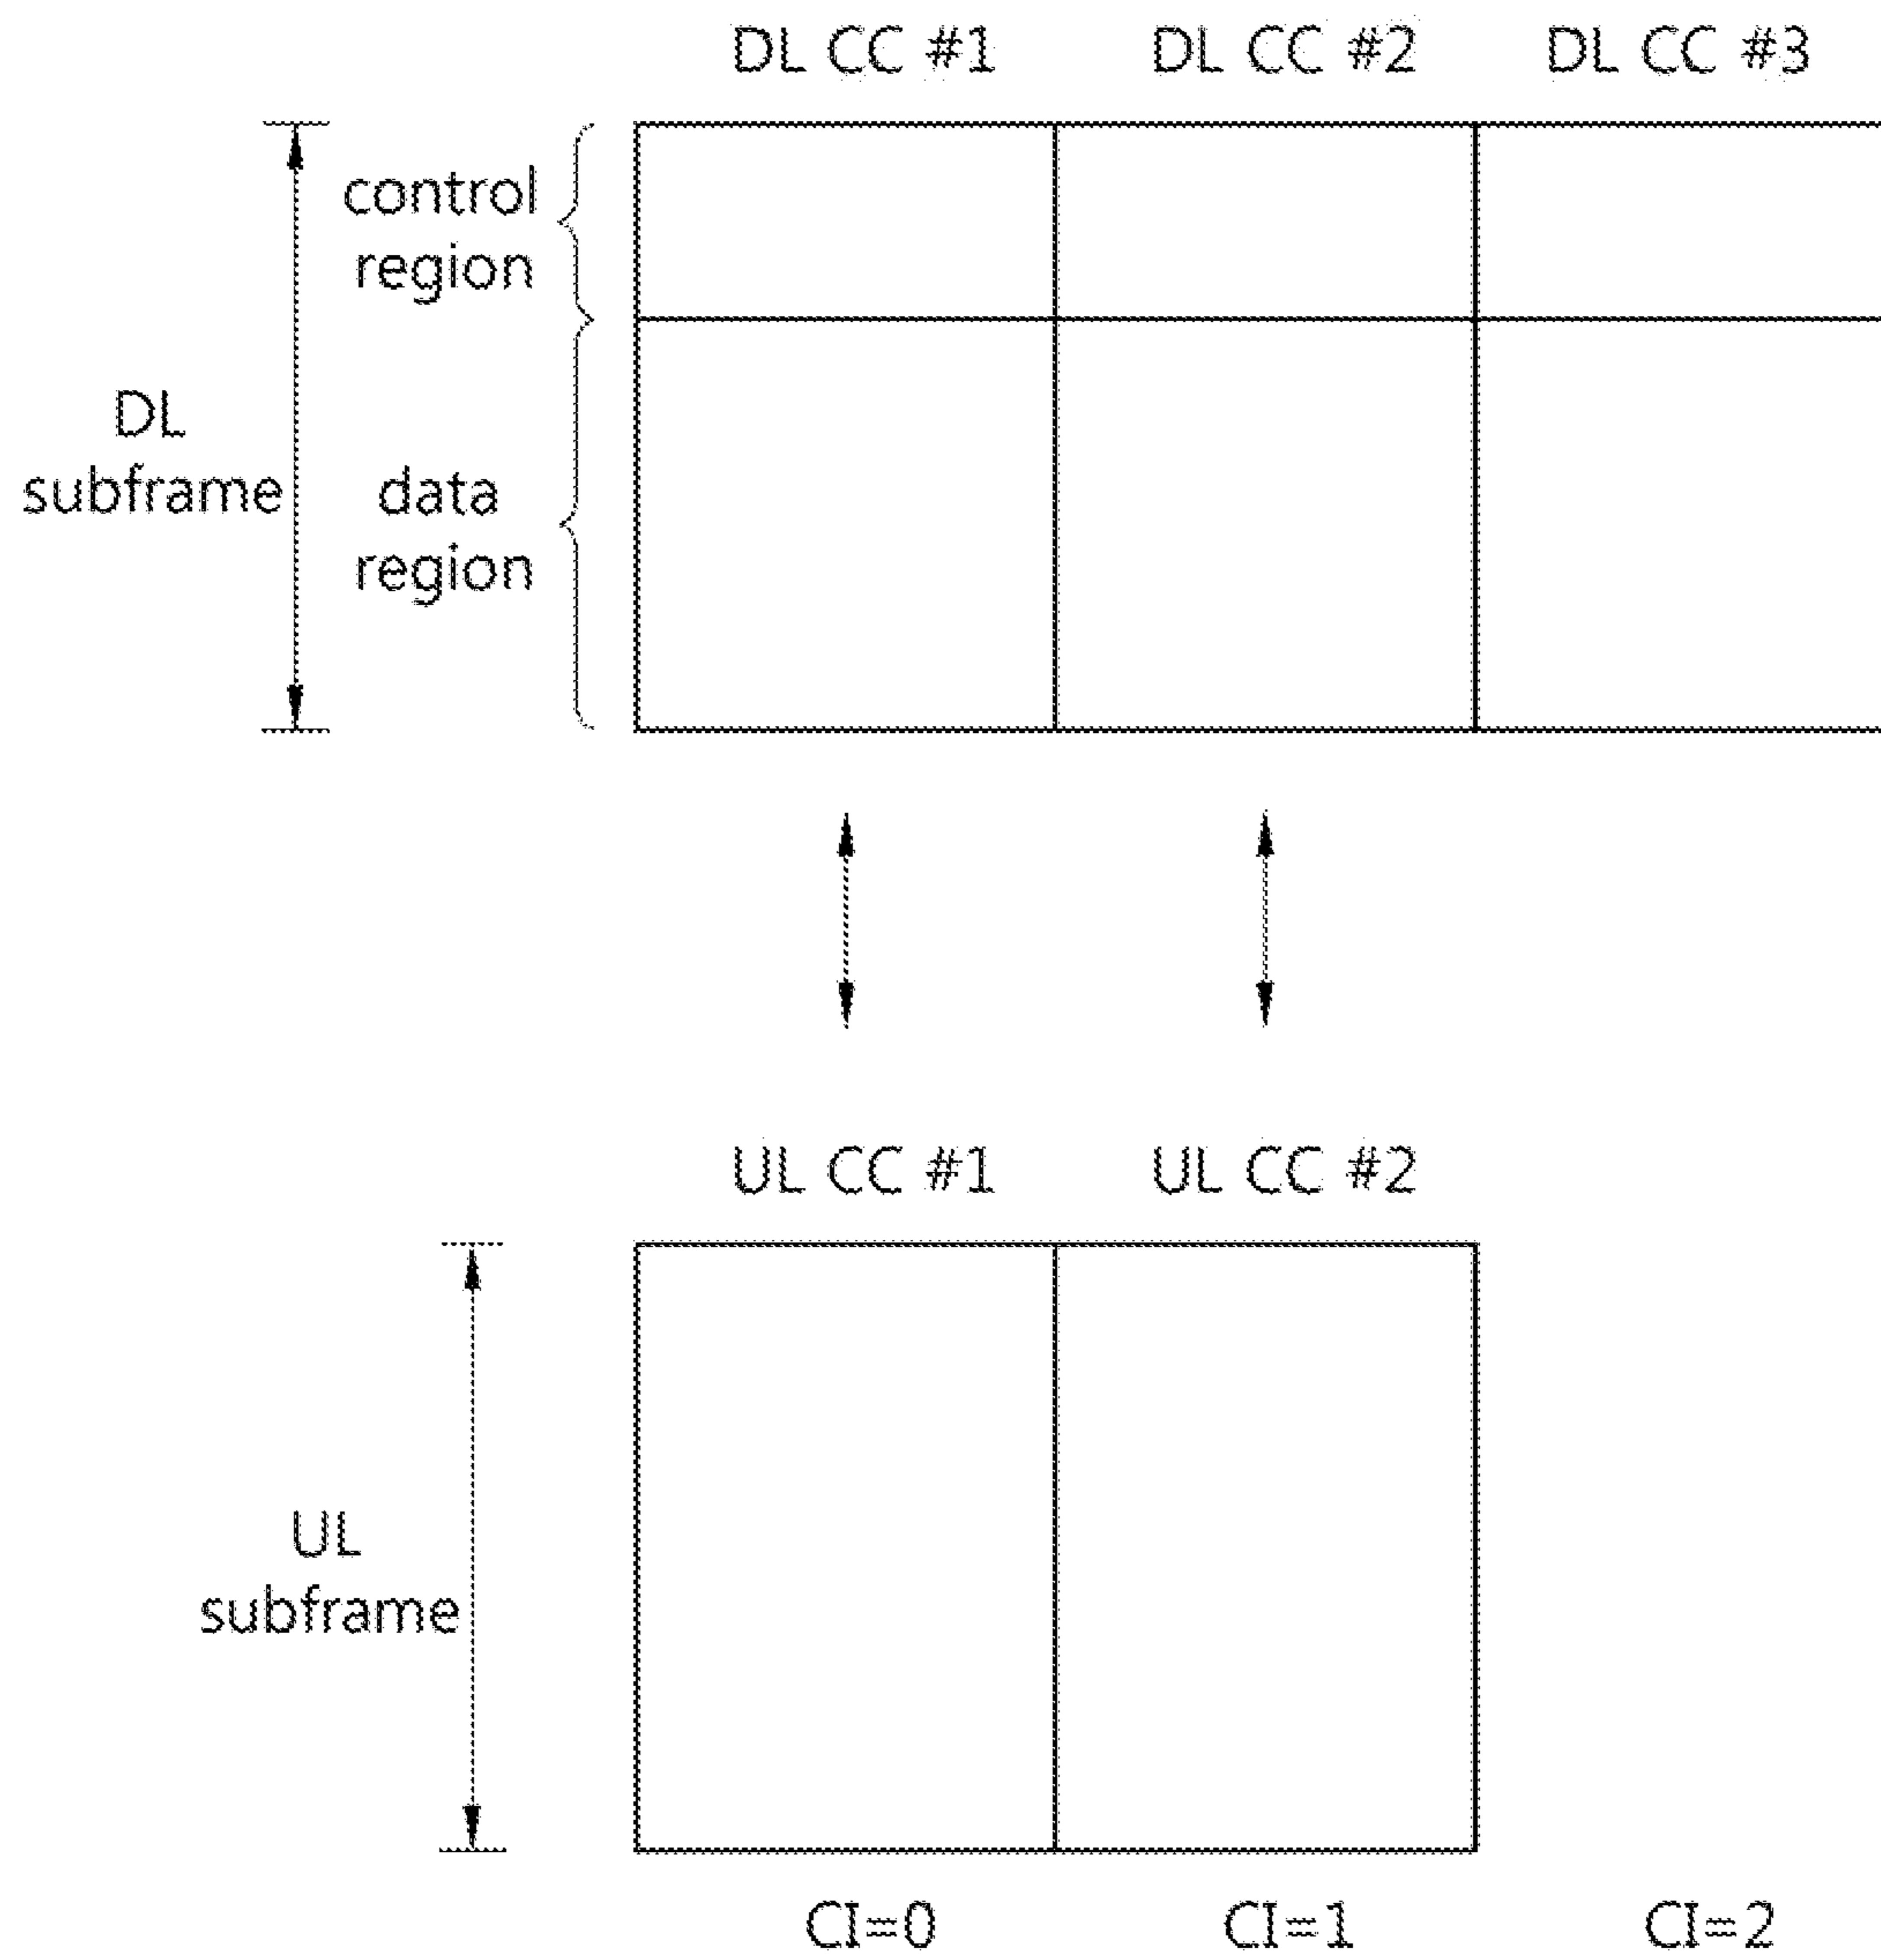 DL CC #1 DL CC #2 DL CC #3
control
region
DL
subframe
data
region
UL CC #1 UL CC #2
UL
subframe
CI=0 CI=1 CI=2